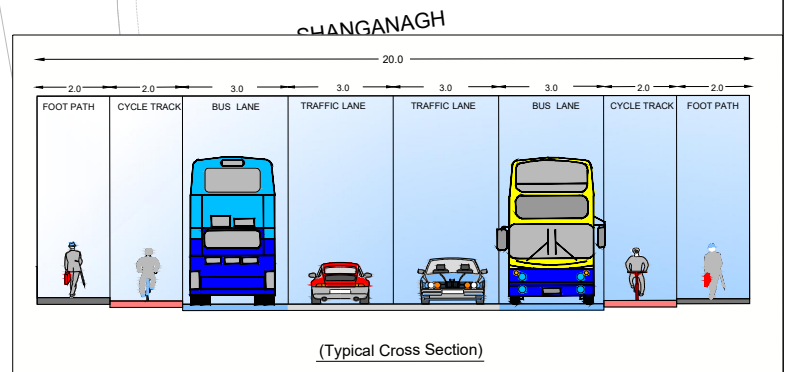 SHANGANAGH
20.0
2.0 2.0 3.0 3.0 3.0 3.0 2.0 2.0
FOOT PATH CYCLE TRACK BUS LANE TRAFFIC LANE TRAFFIC LANE BUS LANE CYCLE TRACK FOOT PATH
(Typical Cross Section)